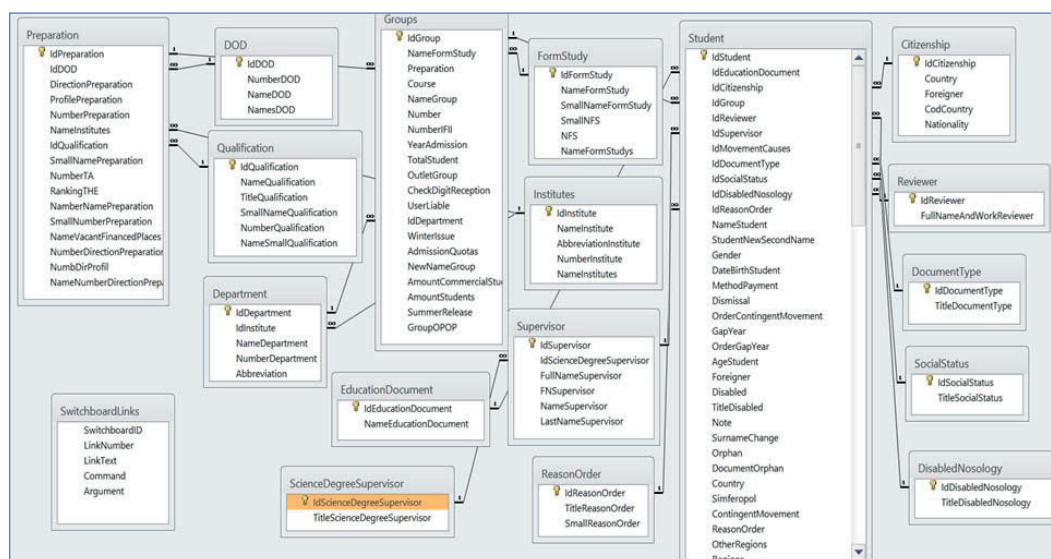 Preparation
IdPreparation
IdDOD
DirectionPreparation
ProfilePreparation
NumberPreparation
NameInstitutes
IdQualification
SmallNamePreparation
NumberTA
RankingTHE
NamberNamePreparation
SmallNumberPreparation
NameVacantFinancedPlaces
NumberDirectionPreparation
NumbDirProfil
NameNumberDirectionPrepa
DOD
IdDOD
NumberDOD
NameDOD
NamesDOD
Qualification
IdQualification
NameQualification
TitleQualification
SmallNameQualification
NumberQualification
NameSmallQualification
Department
IdDepartment
IdInstitute
NameDepartment
NumberDepartment
Abbreviation
SwitchboardLinks
SwitchboardID
LinkNumber
LinkText
Command
Argument
Groups
IdGroup
NameFormStudy
Preparation
Course
NameGroup
Number
NumberIFII
YearAdmission
TotalStudent
OutletGroup
CheckDigitReception
UserLiable
IdDepartment
WinterIssue
AdmissionQuotas
NewNameGroup
AmountCommercialStu
AmountStudents
SummerRelease
GroupOPOP
EducationDocument
IdEducationDocument
NameEducationDocument
ScienceDegreeSupervisor
IdScienceDegreeSupervisor
TitleScienceDegreeSupervisor
FormStudy
IdFormStudy
NameFormStudy
SmallNameFormStudy
SmallNFS
NFS
NameFormStudys
Institutes
IdInstitute
NameInstitute
AbbreviationInstitute
NumberInstitute
NameInstitutes
Supervisor
IdSupervisor
IdScienceDegreeSupervisor
FullNameSupervisor
FNSupervisor
NameSupervisor
LastNameSupervisor
ReasonOrder
IdReasonOrder
TitleReasonOrder
SmallReasonOrder
Student
IdStudent
IdEducationDocument
IdCitizenship
IdGroup
IdReviewer
IdSupervisor
IdMovementCauses
IdDocumentType
IdSocialStatus
IdDisabledNosology
IdReasonOrder
NameStudent
StudentNewSecondName
Gender
DateBirthStudent
MethodPayment
Dismissal
OrderContingentMovement
GapYear
OrderGapYear
AgeStudent
Foreigner
Disabled
TitleDisabled
Note
SurnameChange
Orphan
DocumentOrphan
Country
Simferopol
ContingentMovement
ReasonOrder
OtherRegions
Citizenship
IdCitizenship
Country
Foreigner
CodCountry
Nationality
Reviewer
IdReviewer
FullNameAndWorkReviewer
DocumentType
IdDocumentType
TitleDocumentType
SocialStatus
IdSocialStatus
TitleSocialStatus
DisabledNosology
IdDisabledNosology
TitleDisabledNosology